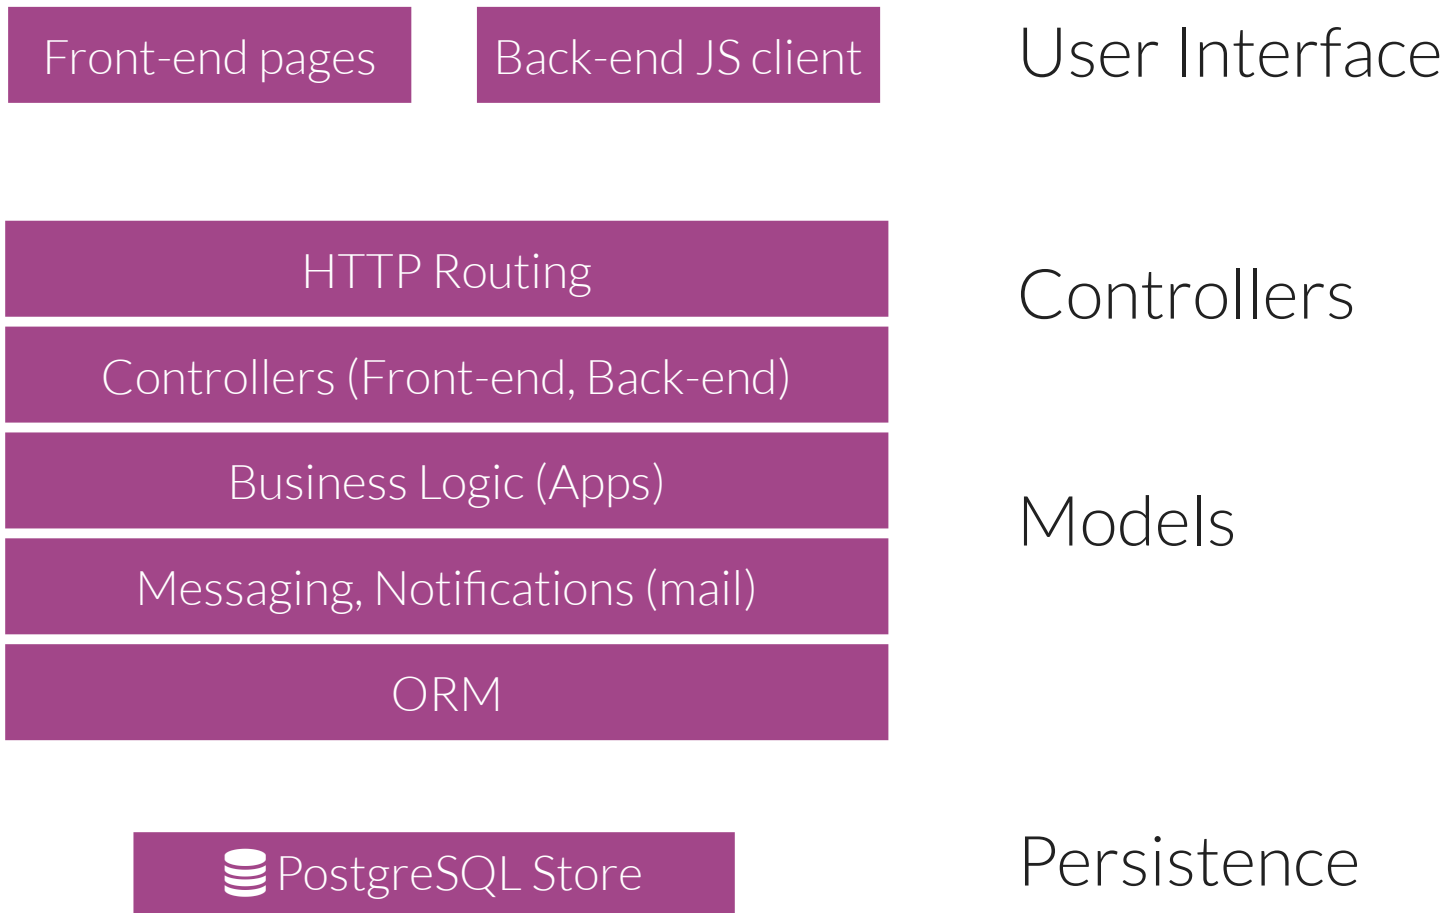 Front-end pages
Back-end JS client
User Interface
HTTP Routing
Controllers
Controllers (Front-end, Back-end)
Business Logic (Apps)
Models
Messaging, Notifications (mail)
ORM
PostgreSQL Store
Persistence